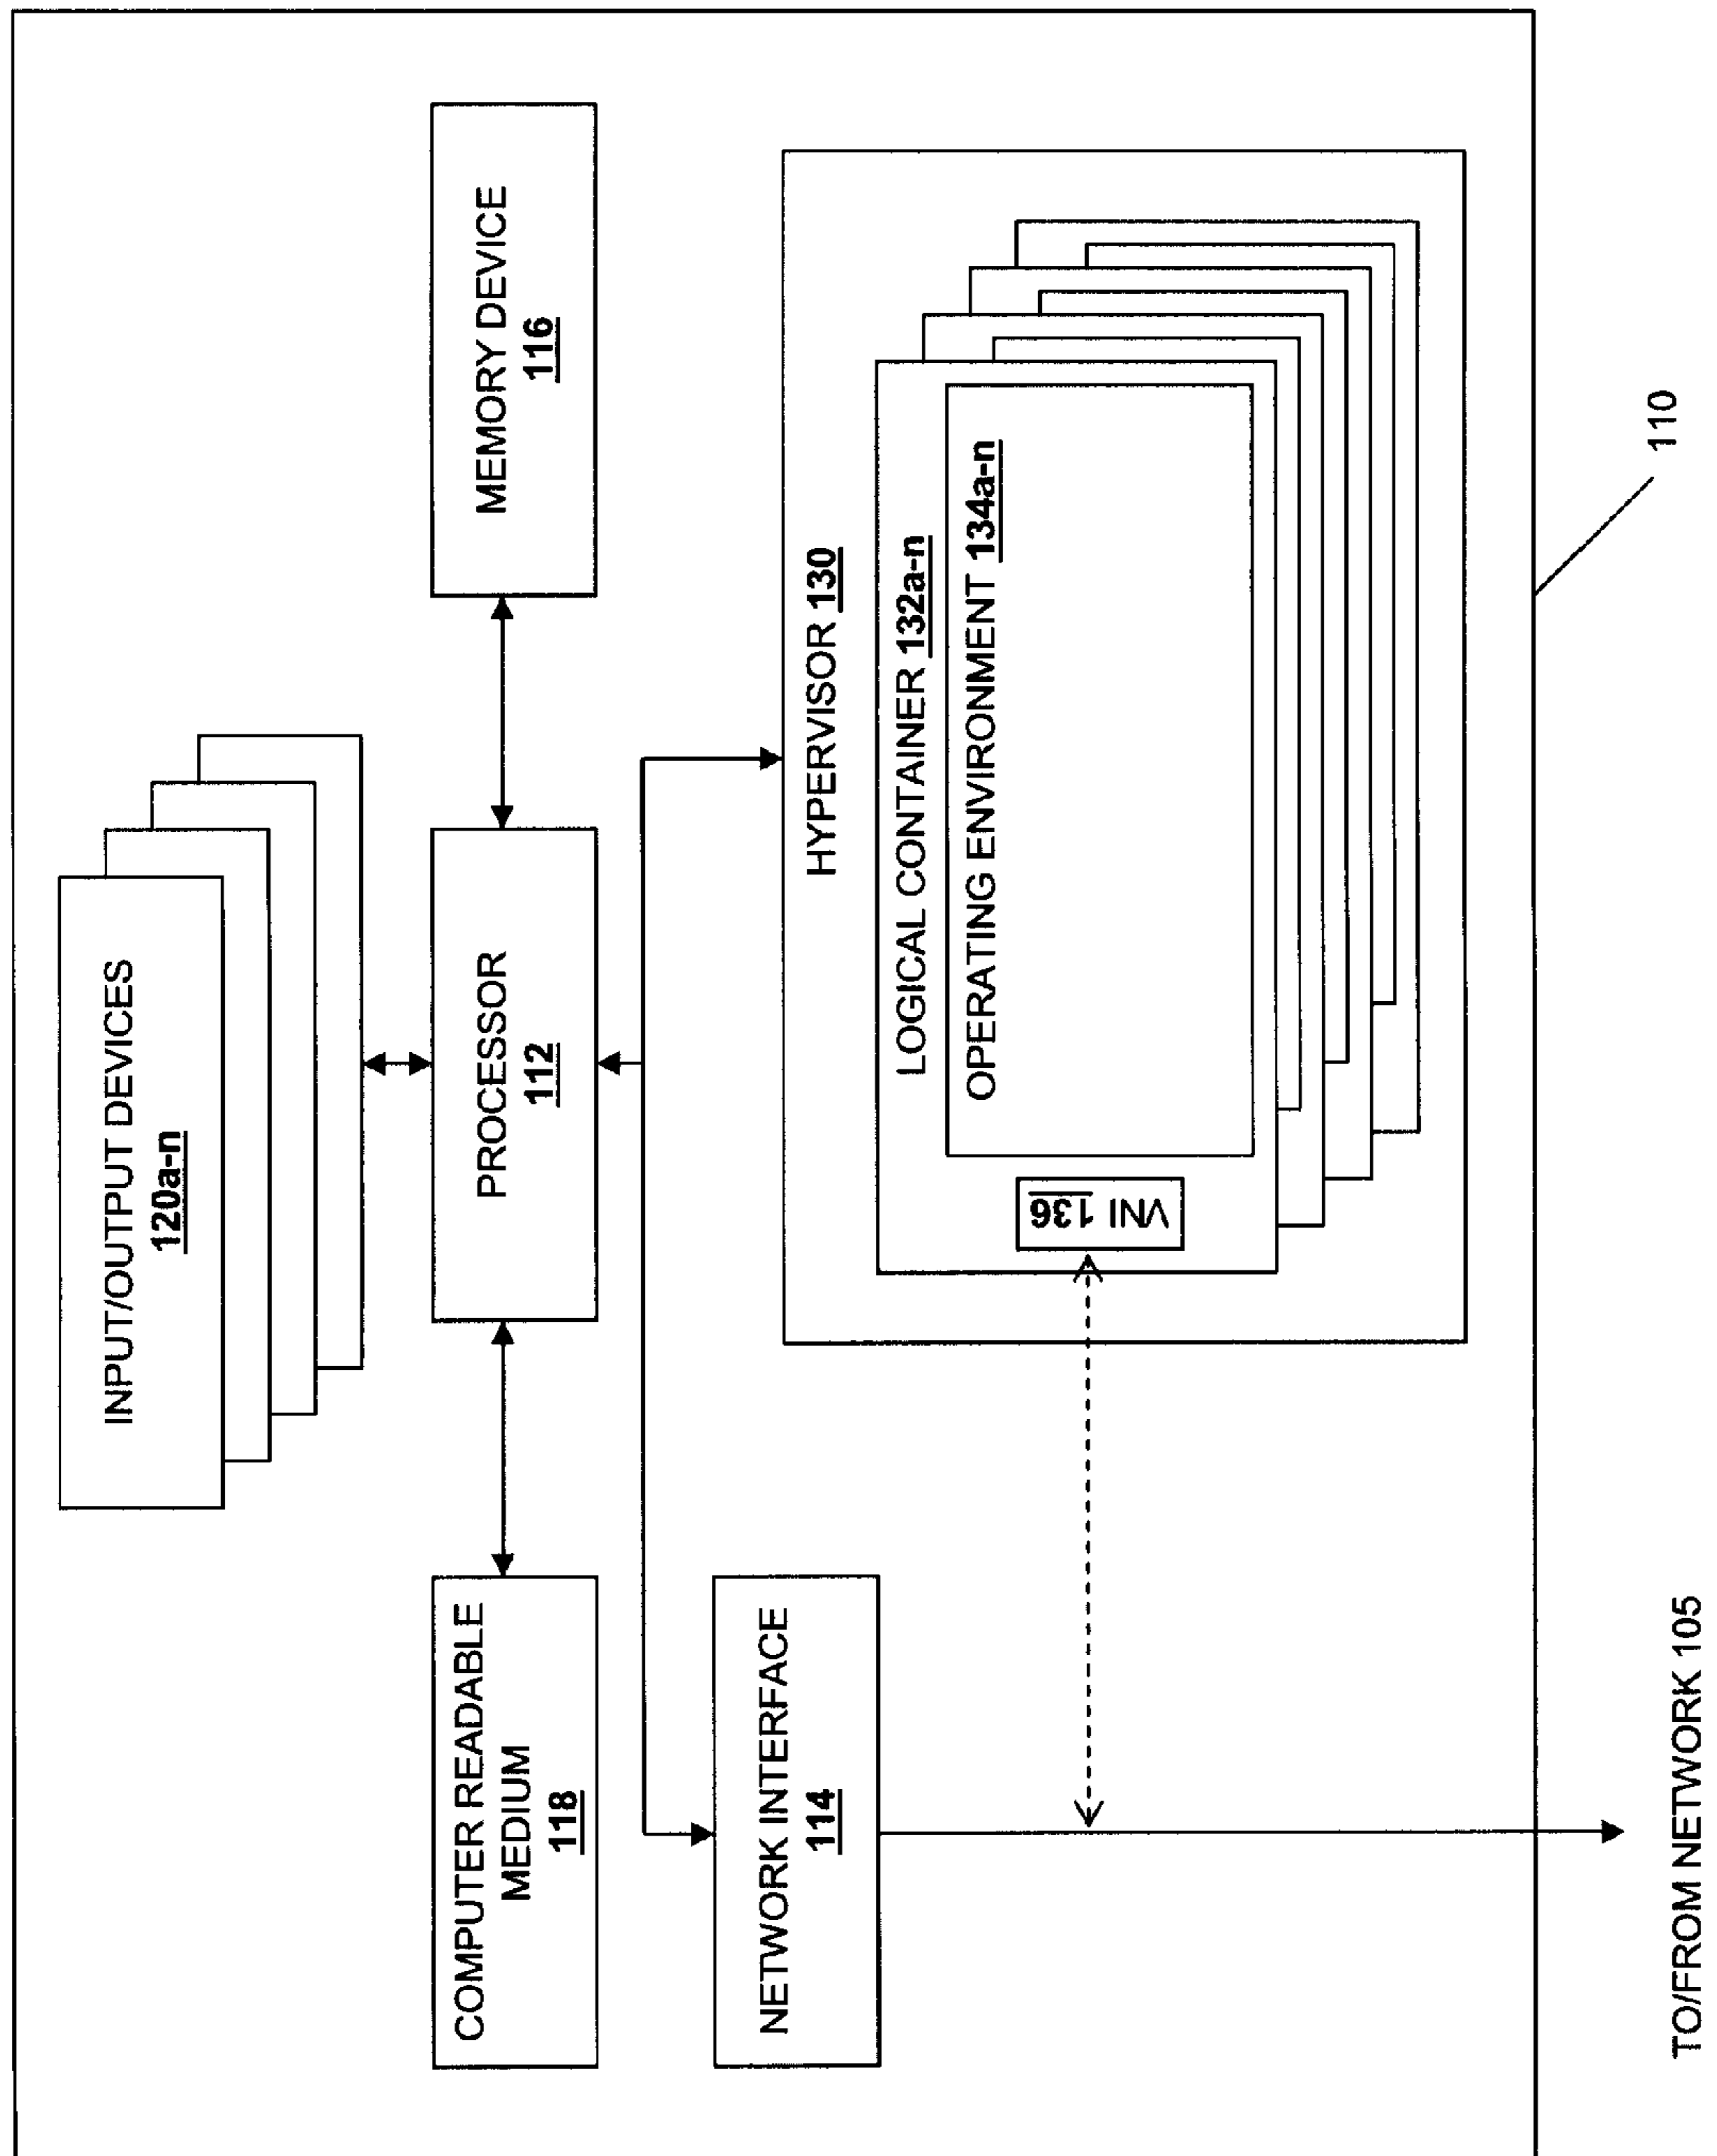 INPUT/OUTPUT DEVICES
120a-n
COMPUTER READABLE
MEDIUM
118
PROCESSOR
112
MEMORY DEVICE
116
NETWORK INTERFACE
114
HYPERVISOR 130
LOGICAL CONTAINER 132a-n
OPERATING ENVIRONMENT 134a-n
VNI 136
110
TO/FROM NETWORK 105